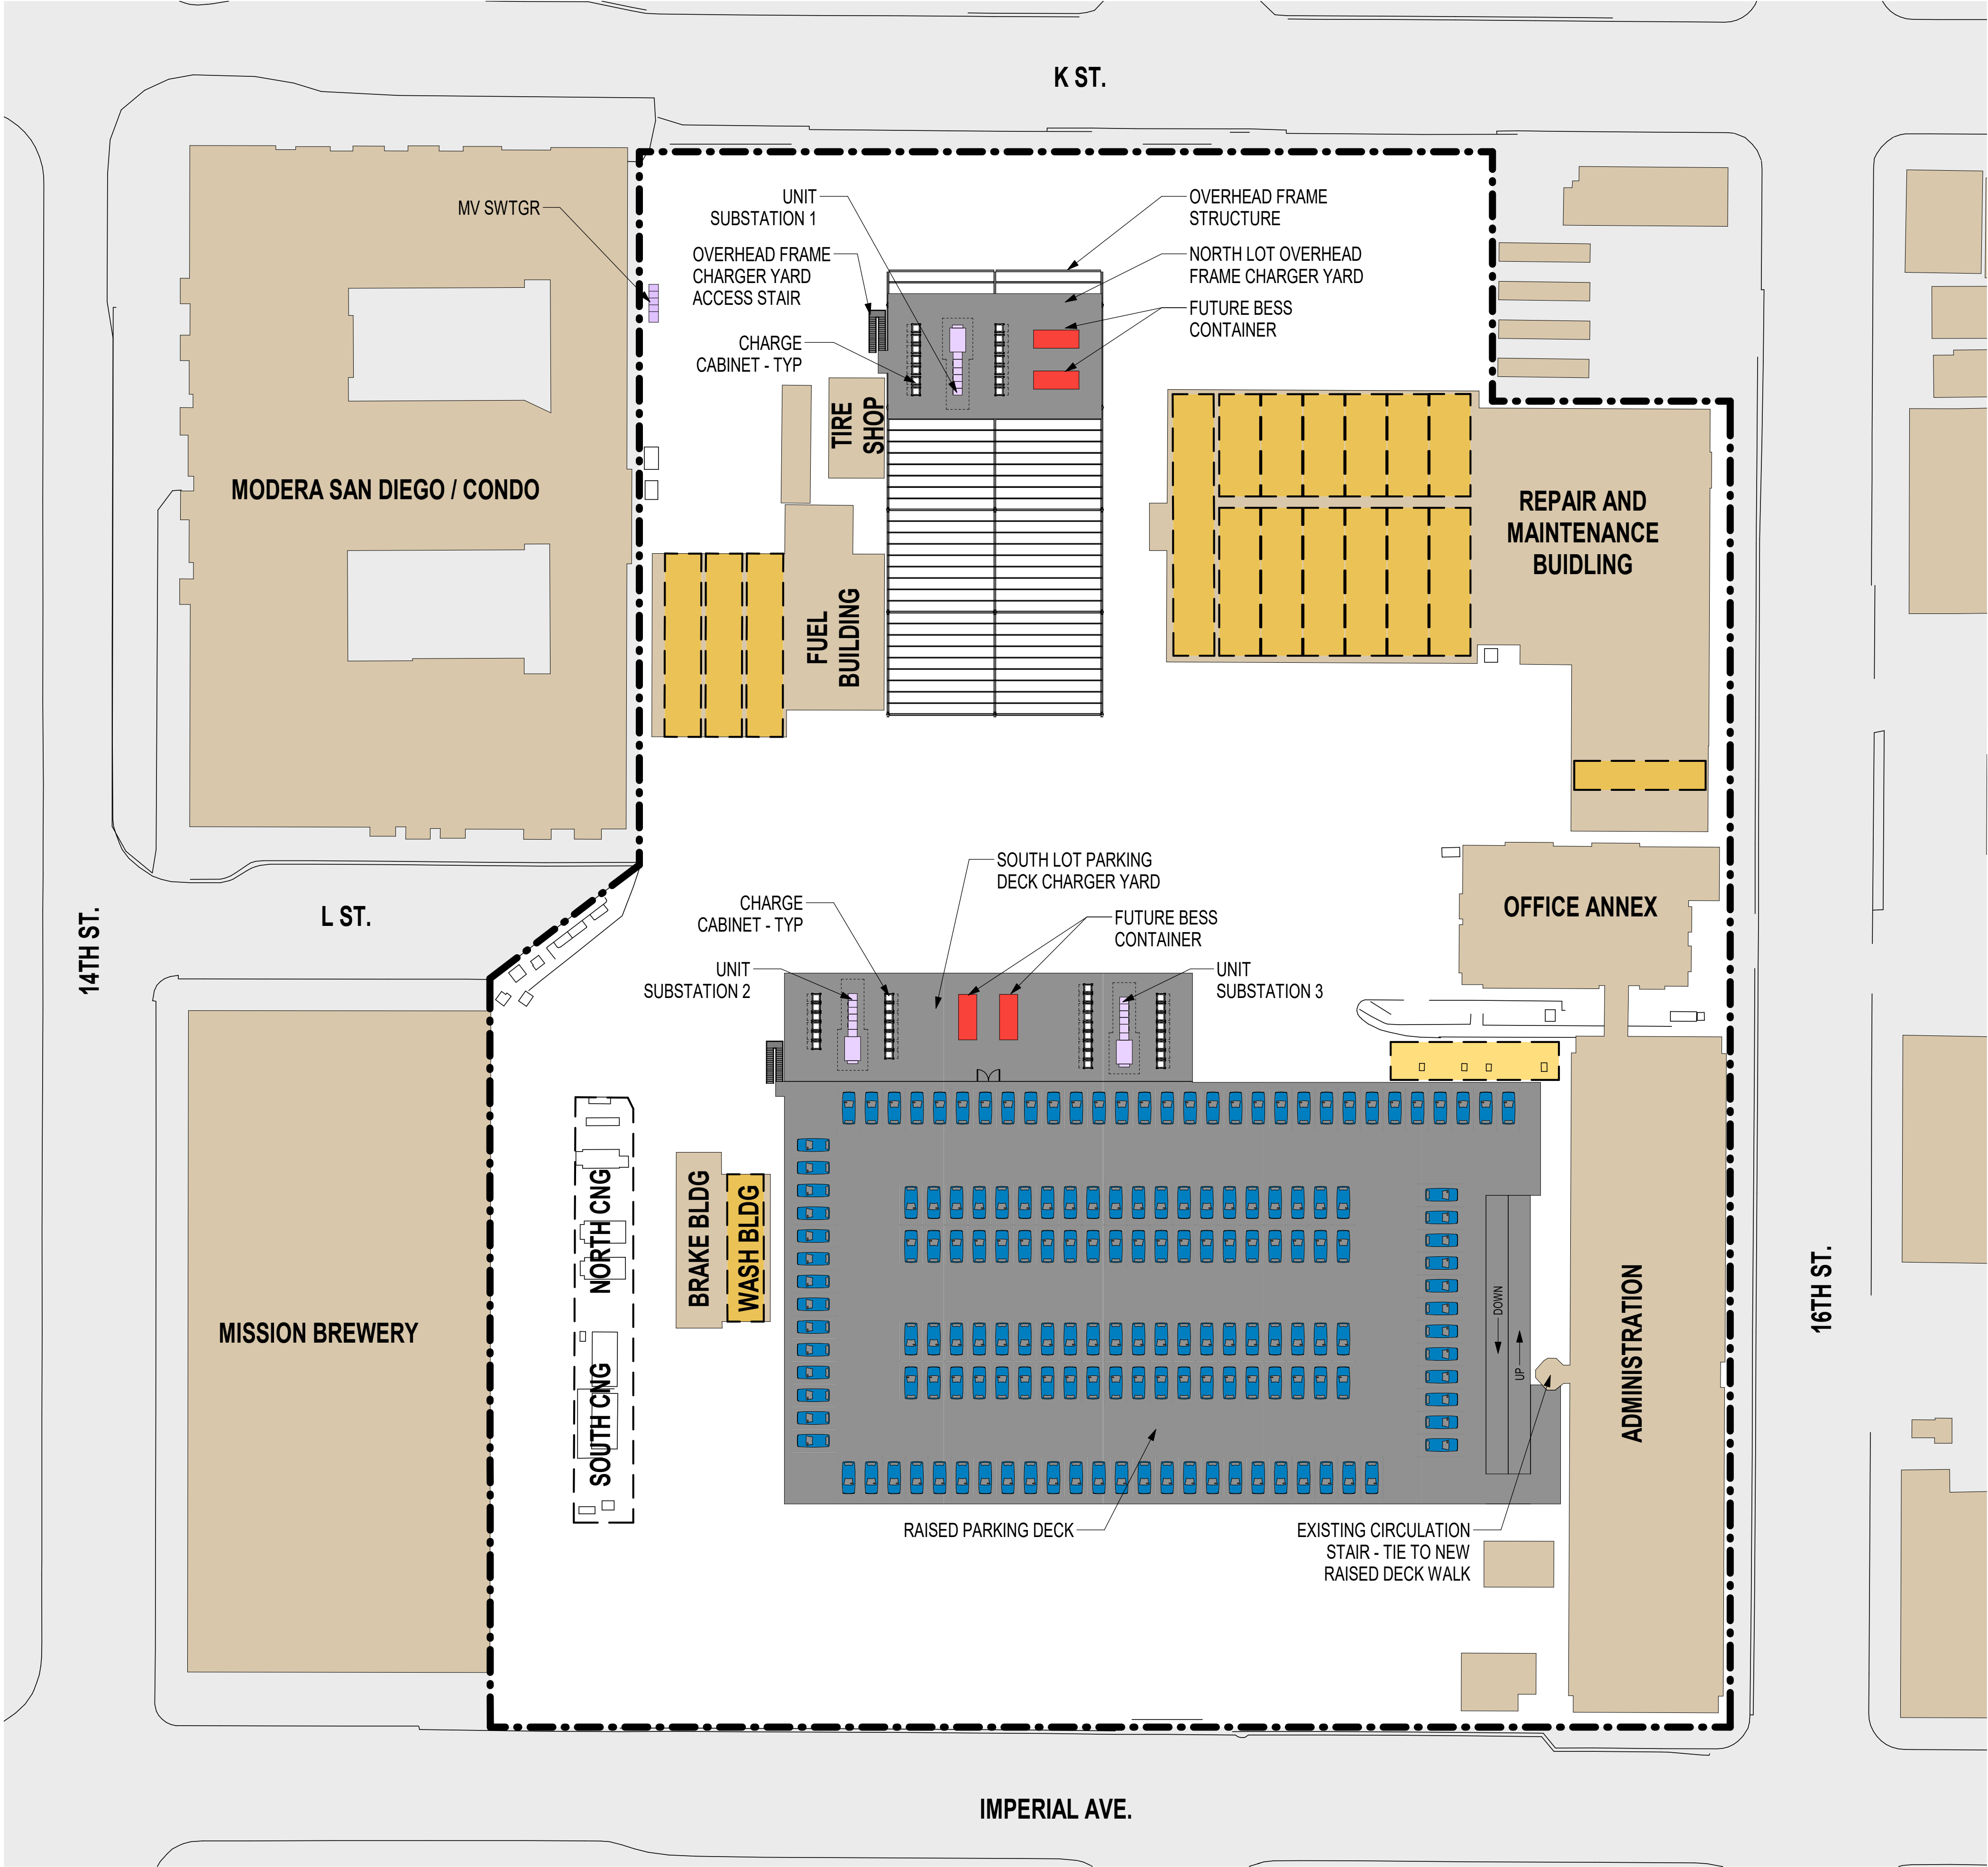 K ST.
MV SWTGR
UNIT
SUBSTATION 1
OVERHEAD FRAME
CHARGER YARD
ACCESS STAIR
CHARGE
CABINET - TYP
OVERHEAD FRAME
STRUCTURE
NORTH LOT OVERHEAD
FRAME CHARGER YARD
FUTURE BESS
CONTAINER
TIRE
SHOP
MODERA SAN DIEGO / CONDO
REPAIR AND
MAINTENANCE
BUIDLING
FUEL
BUILDING
SOUTH LOT PARKING
DECK CHARGER YARD
CHARGE
CABINET - TYP
FUTURE BESS
CONTAINER
UNIT
SUBSTATION 2
UNIT
SUBSTATION 3
L ST.
14TH ST.
OFFICE ANNEX
NORTH CNG
SOUTH CNG
BRAKE BLDG
WASH BLDG
MISSION BREWERY
DOWN
UP
ADMINISTRATION
16TH ST.
RAISED PARKING DECK
EXISTING CIRCULATION
STAIR - TIE TO NEW
RAISED DECK WALK
IMPERIAL AVE.